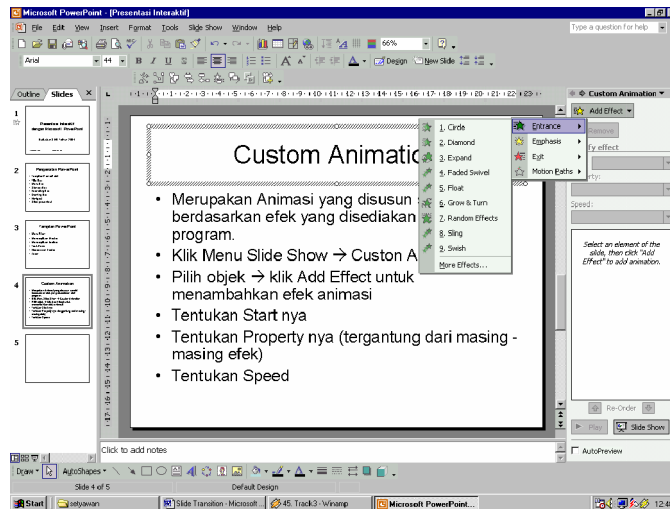 Microsoft PowerPoint - [Presentasi Interaktif]
File Edit View Insert Format Tools Slide Show Window Help
Type a question for help
66%
Arial 44 B I U S Design New Slide
Outline Slides
Custom Animation
Add Effect
Remove
Speed:
Select an element of the
slide, then click "Add
Effect" to add animation.
Re-Order
Play Slide Show
AutoPreview
1. Circle
2. Diamond
3. Expand
4. Faded Swivel
5. Float
6. Grow & Turn
7. Random Effects
8. Sling
9. Swish
More Effects...
Entrance
Emphasis
Exit
Motion Paths
1
2
3
4
5
Custom Animatio
• Merupakan Animasi yang disusun
berdasarkan efek yang disediakan
program.
• Klik Menu Slide Show → Custon A
• Pilih objek → klik Add Effect untuk
menambahkan efek animasi
• Tentukan Start nya
• Tentukan Property nya (tergantung dari masing -
masing efek)
• Tentukan Speed
Click to add notes
Draw AutoShapes
Slide 4 of 5 Default Design
Start setyawan Slide Transition - Microsoft ... 45. Track3 - Winamp Microsoft PowerPoint...